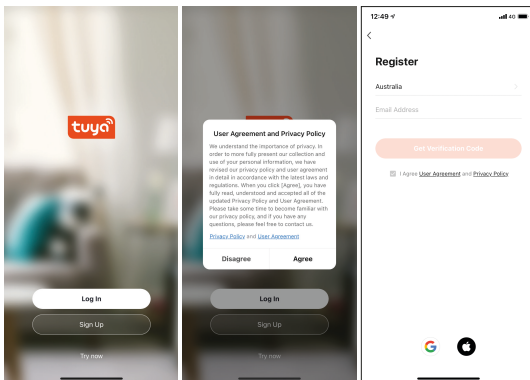 tuya
Log In
Sign Up
Try now
User Agreement and Privacy Policy
We understand the importance of privacy. In
order to more fully present our collection and
use of your personal information, we have
revised our privacy policy and user agreement
in detail in accordance with the latest laws and
regulations. When you click [Agree], you have
fully read, understood and accepted all of the
updated Privacy Policy and User Agreement.
Please take some time to become familiar with
our privacy policy, and if you have any
questions, please feel free to contact us.
Privacy Policy and User Agreement
Disagree
Agree
Log In
Sign Up
Try now
12:49
4G
Register
Australia
Email Address
Get Verification Code
I Agree User Agreement and Privacy Policy
G